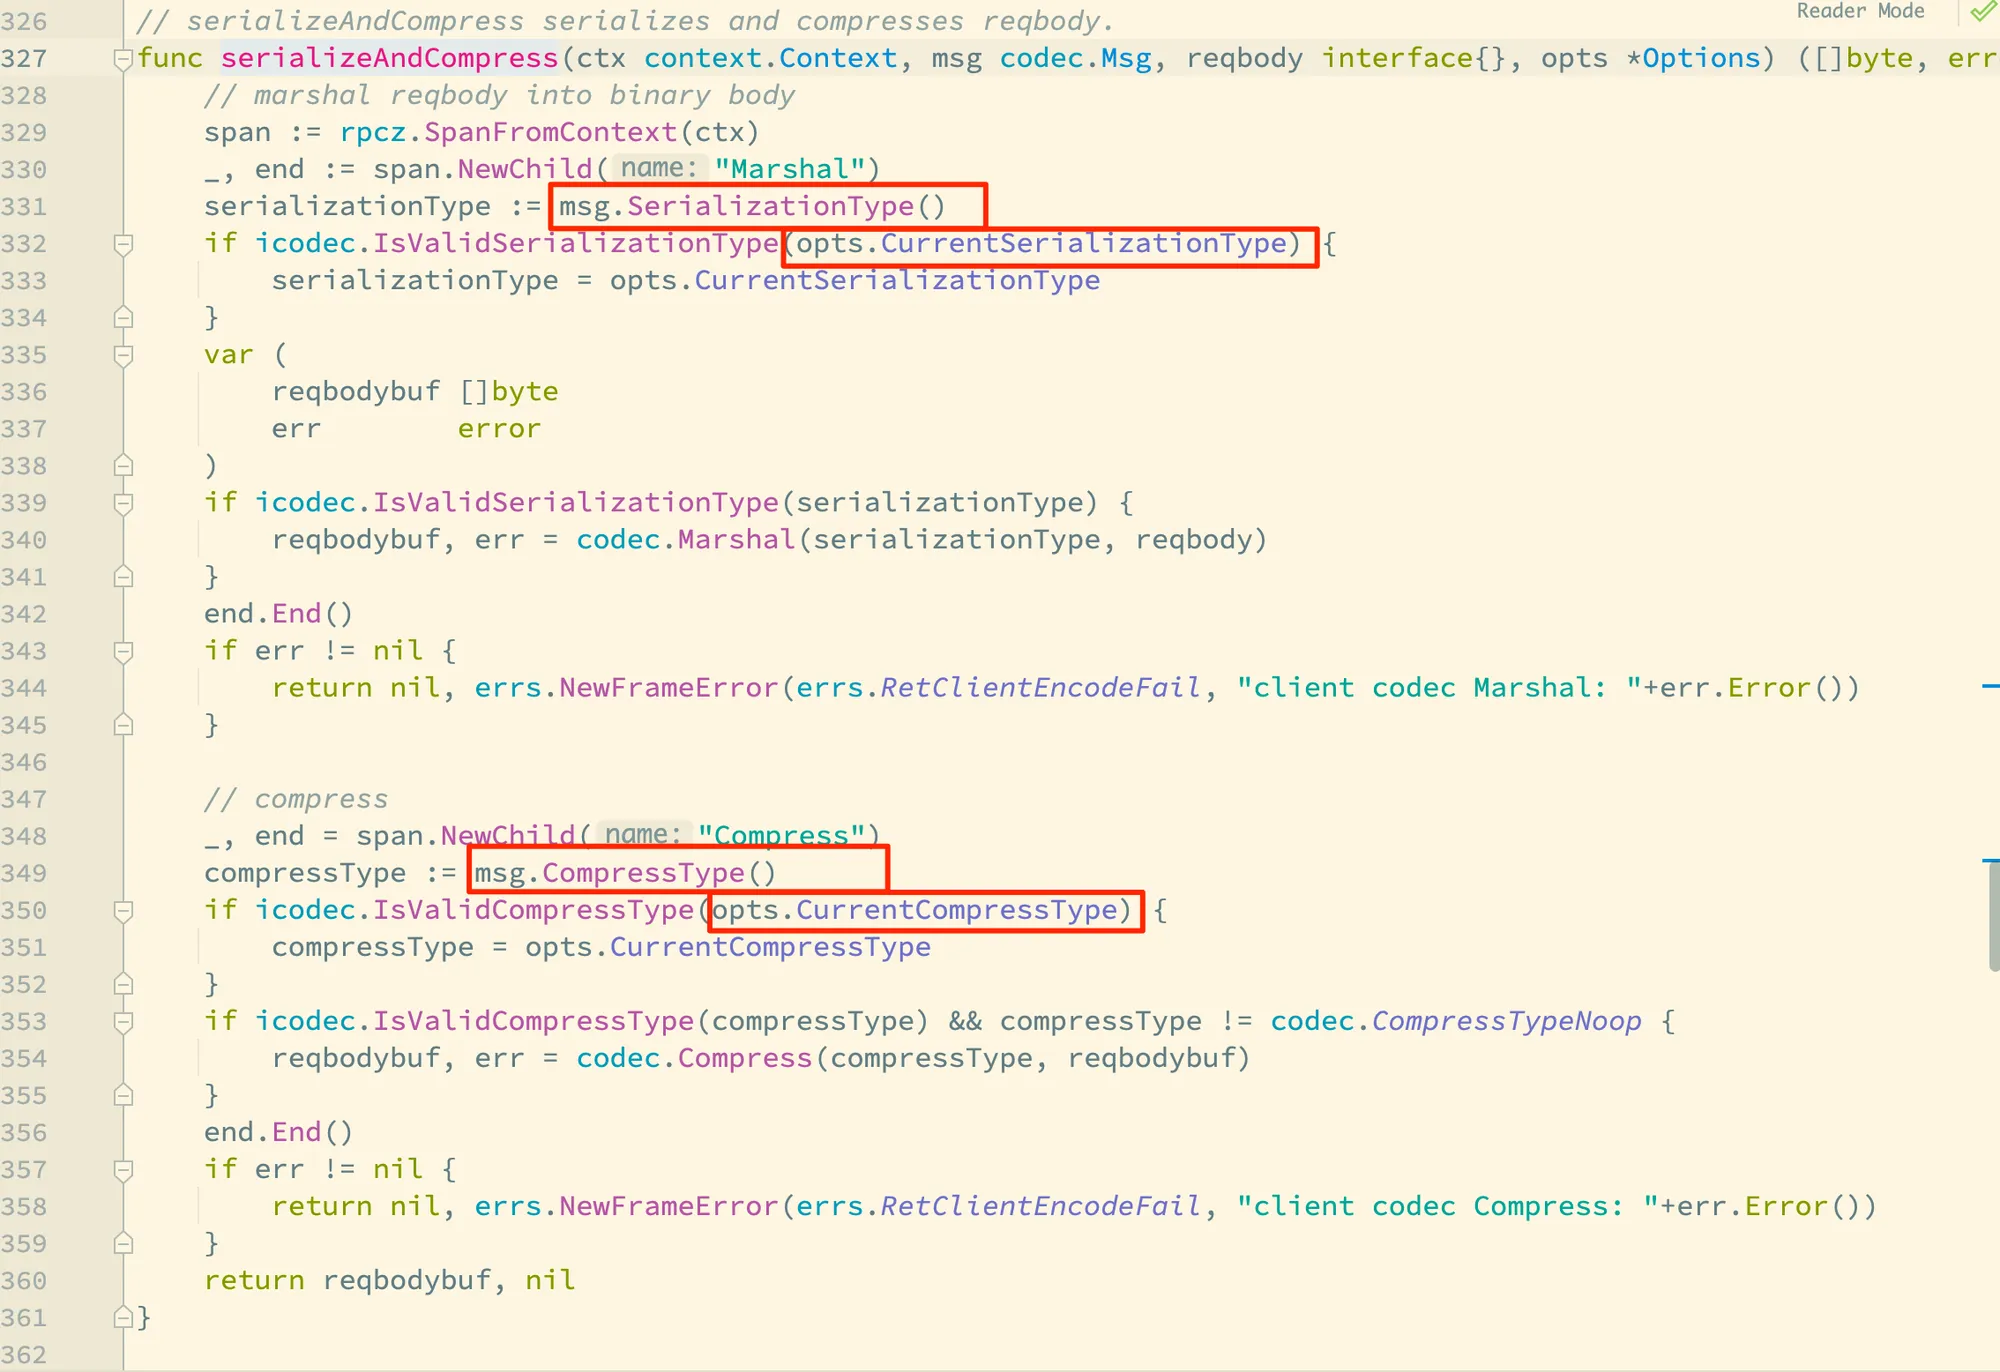 Reader Mode
326 // serializeAndCompress serializes and compresses reqbody.
327 func serializeAndCompress(ctx context.Context, msg codec.Msg, reqbody interface{}, opts *Options) ([]byte, err
328 // marshal reqbody into binary body
329 span := rpcz.SpanFromContext(ctx)
330 _, end := span.NewChild( name: "Marshal")
331 serializationType := msg.SerializationType()
332 if icodec.IsValidSerializationType(opts.CurrentSerializationType) {
333 serializationType = opts.CurrentSerializationType
334 }
335 var (
336 reqbodybuf []byte
337 err error
338 )
339 if icodec.IsValidSerializationType(serializationType) {
340 reqbodybuf, err = codec.Marshal(serializationType, reqbody)
341 }
342 end.End()
343 if err != nil {
344 return nil, errs.NewFrameError(errs.RetClientEncodeFail, "client codec Marshal: "+err.Error())
345 }
346
347 // compress
348 _, end = span.NewChild( name: "Compress")
349 compressType := msg.CompressType()
350 if icodec.IsValidCompressType(opts.CurrentCompressType) {
351 compressType = opts.CurrentCompressType
352 }
353 if icodec.IsValidCompressType(compressType) && compressType != codec.CompressTypeNoop {
354 reqbodybuf, err = codec.Compress(compressType, reqbodybuf)
355 }
356 end.End()
357 if err != nil {
358 return nil, errs.NewFrameError(errs.RetClientEncodeFail, "client codec Compress: "+err.Error())
359 }
360 return reqbodybuf, nil
361 }
362